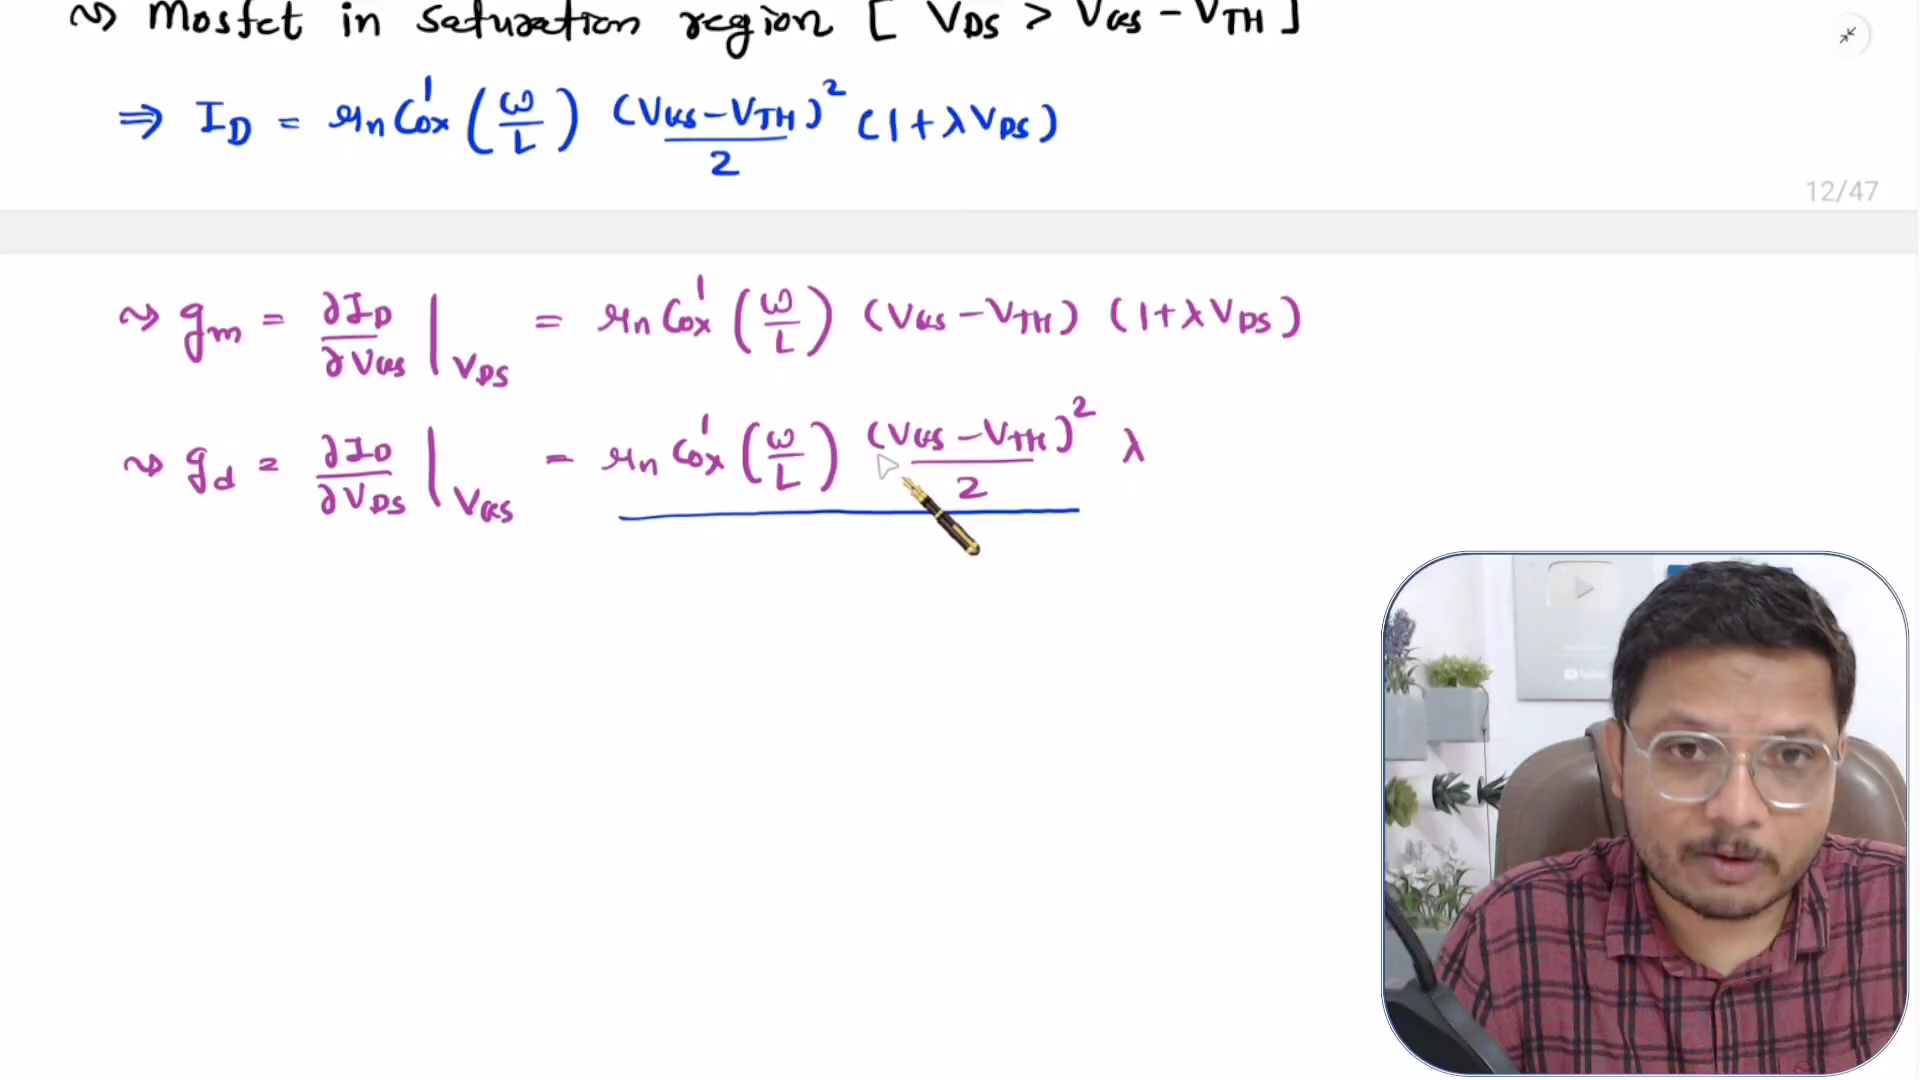 ~> Mosfet in saturation region [ VDS > VGS - VTH ]
⇒ ID = μn C'ox (W/L) (VGS - VTH)²/2 (1 + λVDS)
12/47
~> gm = ∂ID/∂VGS |VDS = μn C'ox (W/L) (VGS - VTH) (1 + λVDS)
~> gd = ∂ID/∂VDS |VGS = μn C'ox (W/L) (VGS - VTH)²/2 λ